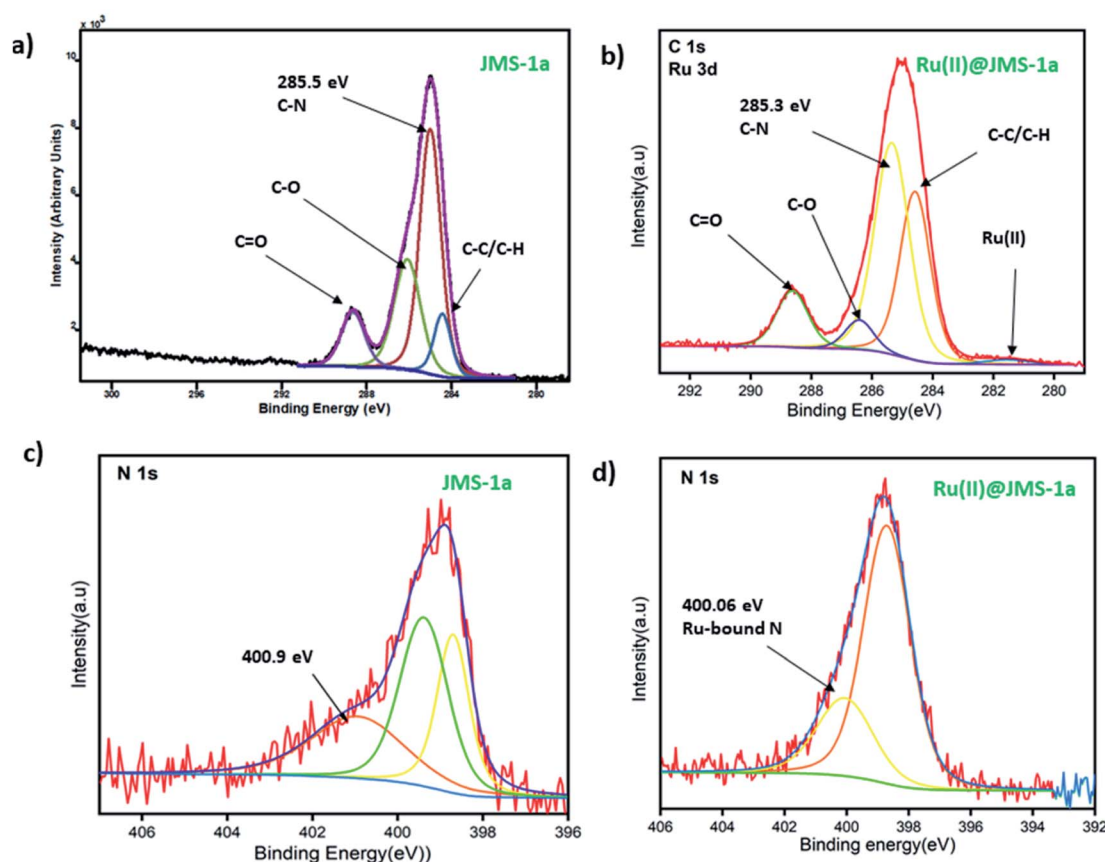 a)
x 10³
JMS-1a
285.5 eV
C-N
C-O
C=O
C-C/C-H
Intensity (Arbitrary Units)
10
8
6
4
2
300
296
292
288
284
280
Binding Energy (eV)
b)
C 1s
Ru 3d
Ru(II)@JMS-1a
285.3 eV
C-N
C-C/C-H
C-O
C=O
Ru(II)
Intensity(a.u)
292
290
288
286
284
282
280
Binding Energy(eV)
c)
N 1s
JMS-1a
400.9 eV
Intensity(a.u)
406
404
402
400
398
396
Binding Energy(eV))
d)
N 1s
Ru(II)@JMS-1a
400.06 eV
Ru-bound N
Intensity(a.u)
406
404
402
400
398
396
394
392
Binding Energy(eV)